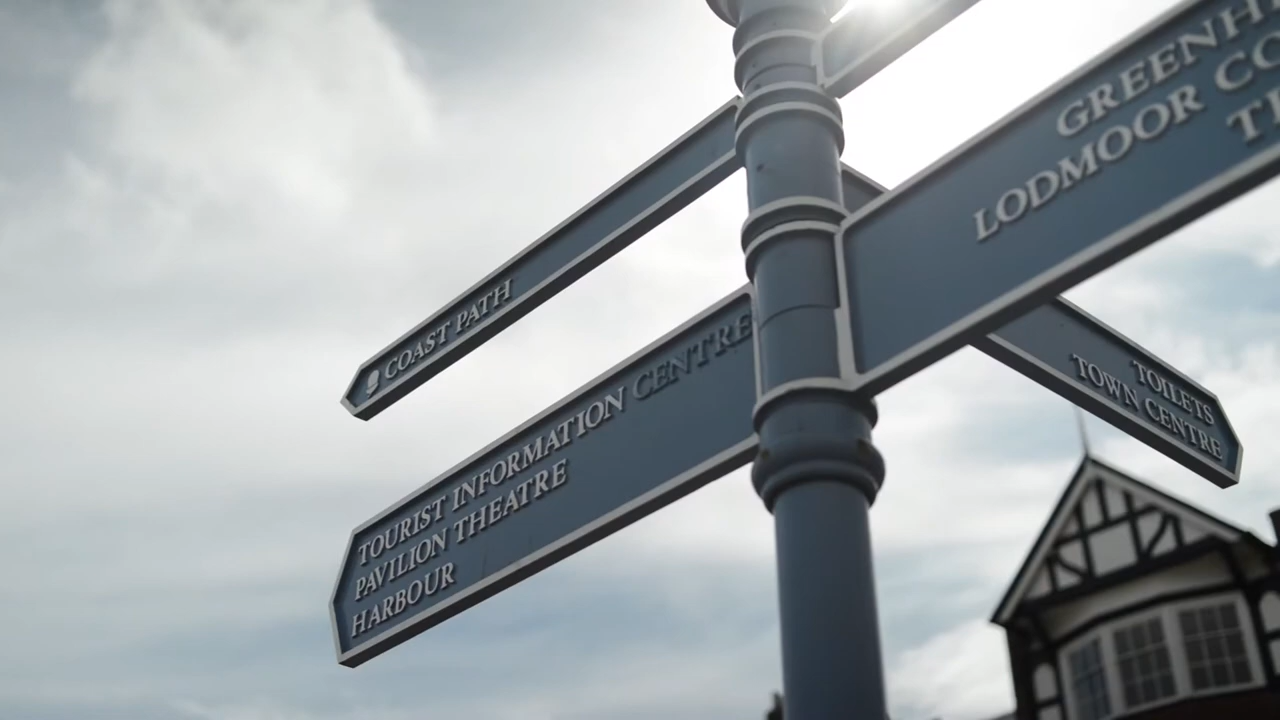 COAST PATH
TOURIST INFORMATION CENTRE
PAVILION THEATRE
HARBOUR
LODMOOR
TOILETS
TOWN CENTRE